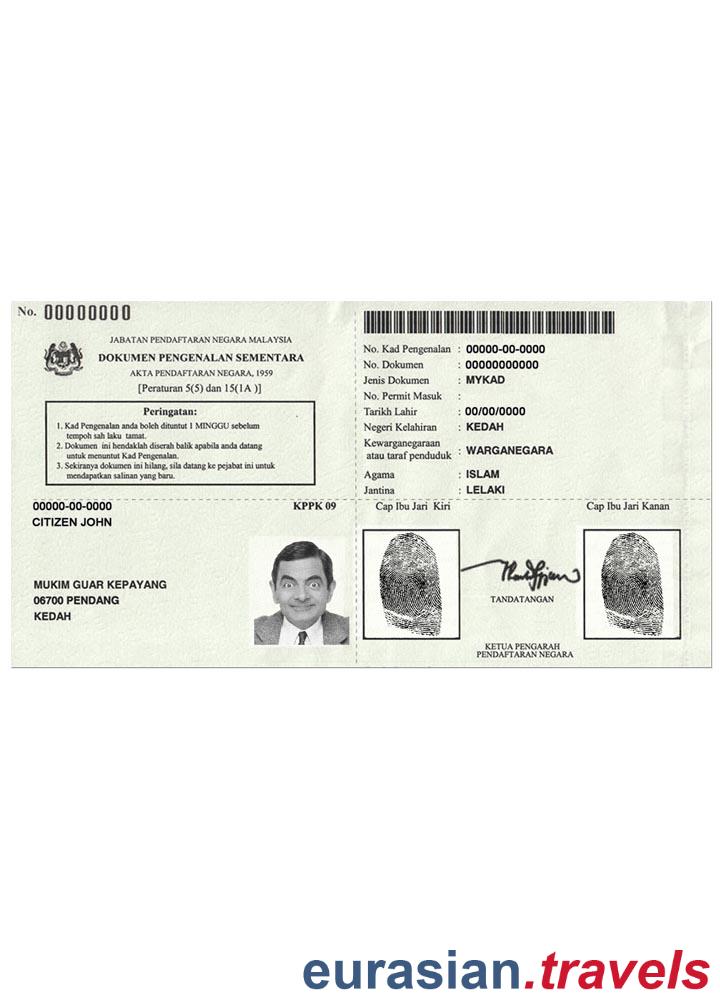 No. 00000000
JABATAN PENDAFTARAN NEGARA MALAYSIA
DOKUMEN PENGENALAN SEMENTARA
AKTA PENDAFTARAN NEGARA, 1959
[Peraturan 5(5) dan 15(1A )]
Peringatan:
1. Kad Pengenalan anda boleh dituntut 1 MINGGU sebelum
tempoh sah laku tamat.
2. Dokumen ini hendaklah diserah balik apabila anda datang
untuk menuntut Kad Pengenalan.
3. Sekiranya dokumen ini hilang, sila datang ke pejabat ini untuk
mendapatkan salinan yang baru.
00000-00-0000 KPPK 09
CITIZEN JOHN
MUKIM GUAR KEPAYANG
06700 PENDANG
KEDAH
No. Kad Pengenalan : 00000-00-0000
No. Dokumen : 00000000000
Jenis Dokumen : MYKAD
No. Permit Masuk :
Tarikh Lahir : 00/00/0000
Negeri Kelahiran : KEDAH
Kewarganegaraan
atau taraf penduduk : WARGANEGARA
Agama : ISLAM
Jantina : LELAKI
Cap Ibu Jari Kiri Cap Ibu Jari Kanan
TANDATANGAN
KETUA PENGARAH
PENDAFTARAN NEGARA
eurasian.travels